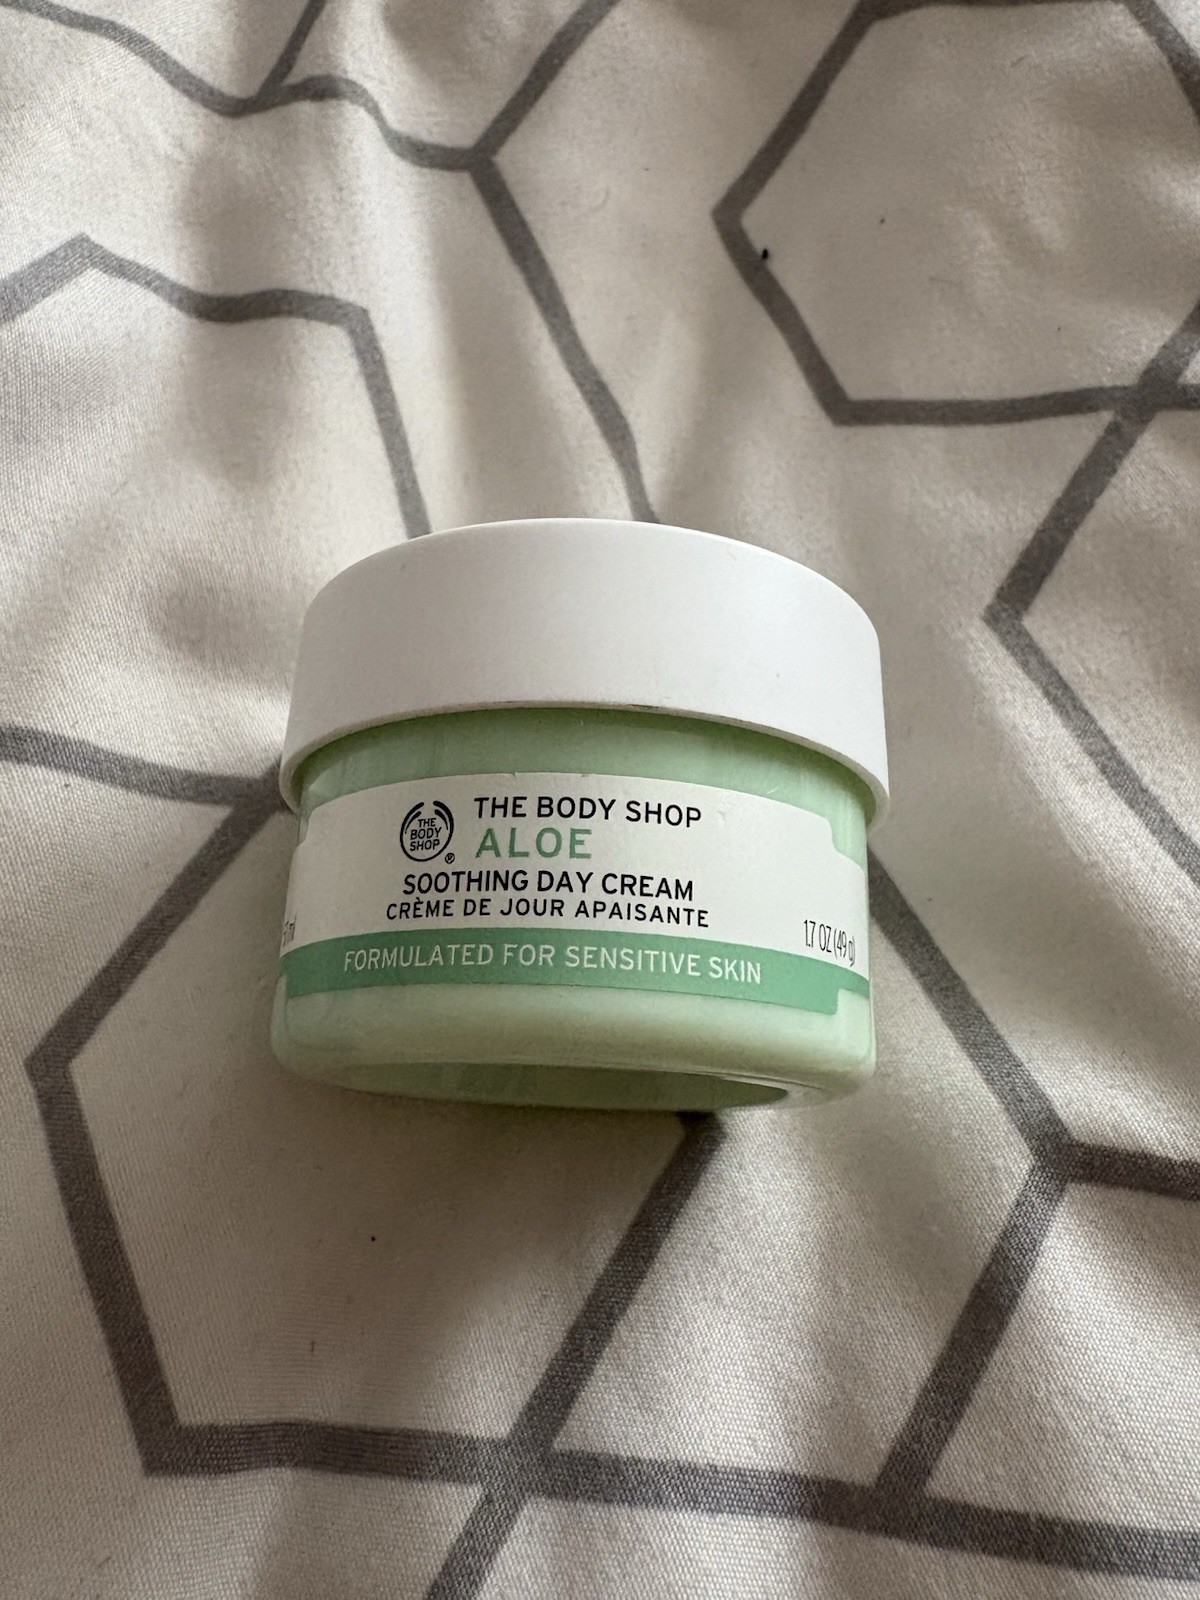 THE
BODY
SHOP
®
THE BODY SHOP
ALOE
SOOTHING DAY CREAM
CRÈME DE JOUR APAISANTE
1.7 OZ (49 g)
FORMULATED FOR SENSITIVE SKIN